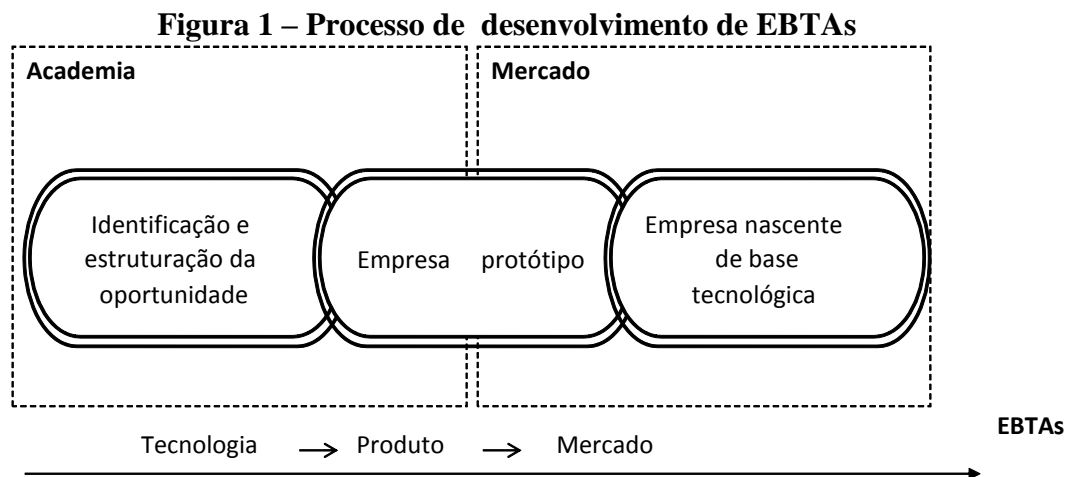 Figura 1 – Processo de desenvolvimento de EBTAs
Academia
Mercado
Identificação e
estruturação da
oportunidade
Empresa protótipo
Empresa nascente
de base
tecnológica
EBTAs
Tecnologia → Produto → Mercado